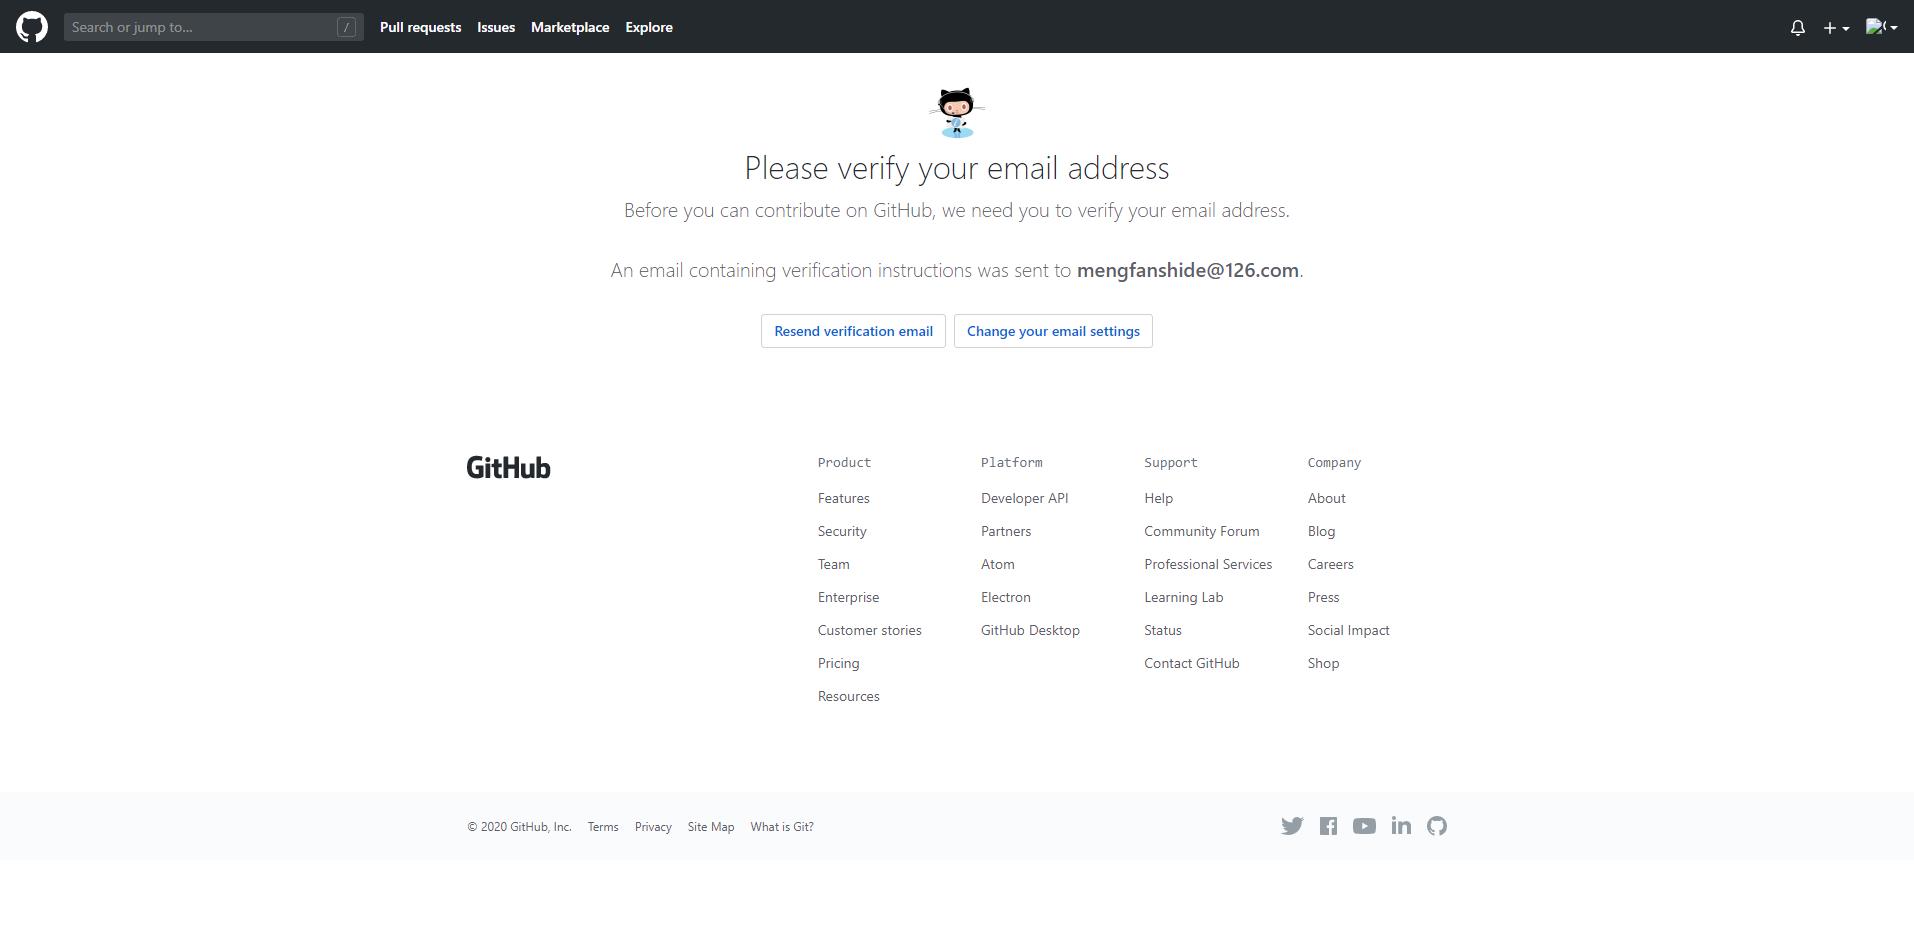 Search or jump to... /
Pull requests Issues Marketplace Explore
Please verify your email address
Before you can contribute on GitHub, we need you to verify your email address.
An email containing verification instructions was sent to mengfanshide@126.com.
Resend verification email Change your email settings
GitHub
Product
Features
Security
Team
Enterprise
Customer stories
Pricing
Resources
Platform
Developer API
Partners
Atom
Electron
GitHub Desktop
Support
Help
Community Forum
Professional Services
Learning Lab
Status
Contact GitHub
Company
About
Blog
Careers
Press
Social Impact
Shop
© 2020 GitHub, Inc. Terms Privacy Site Map What is Git?